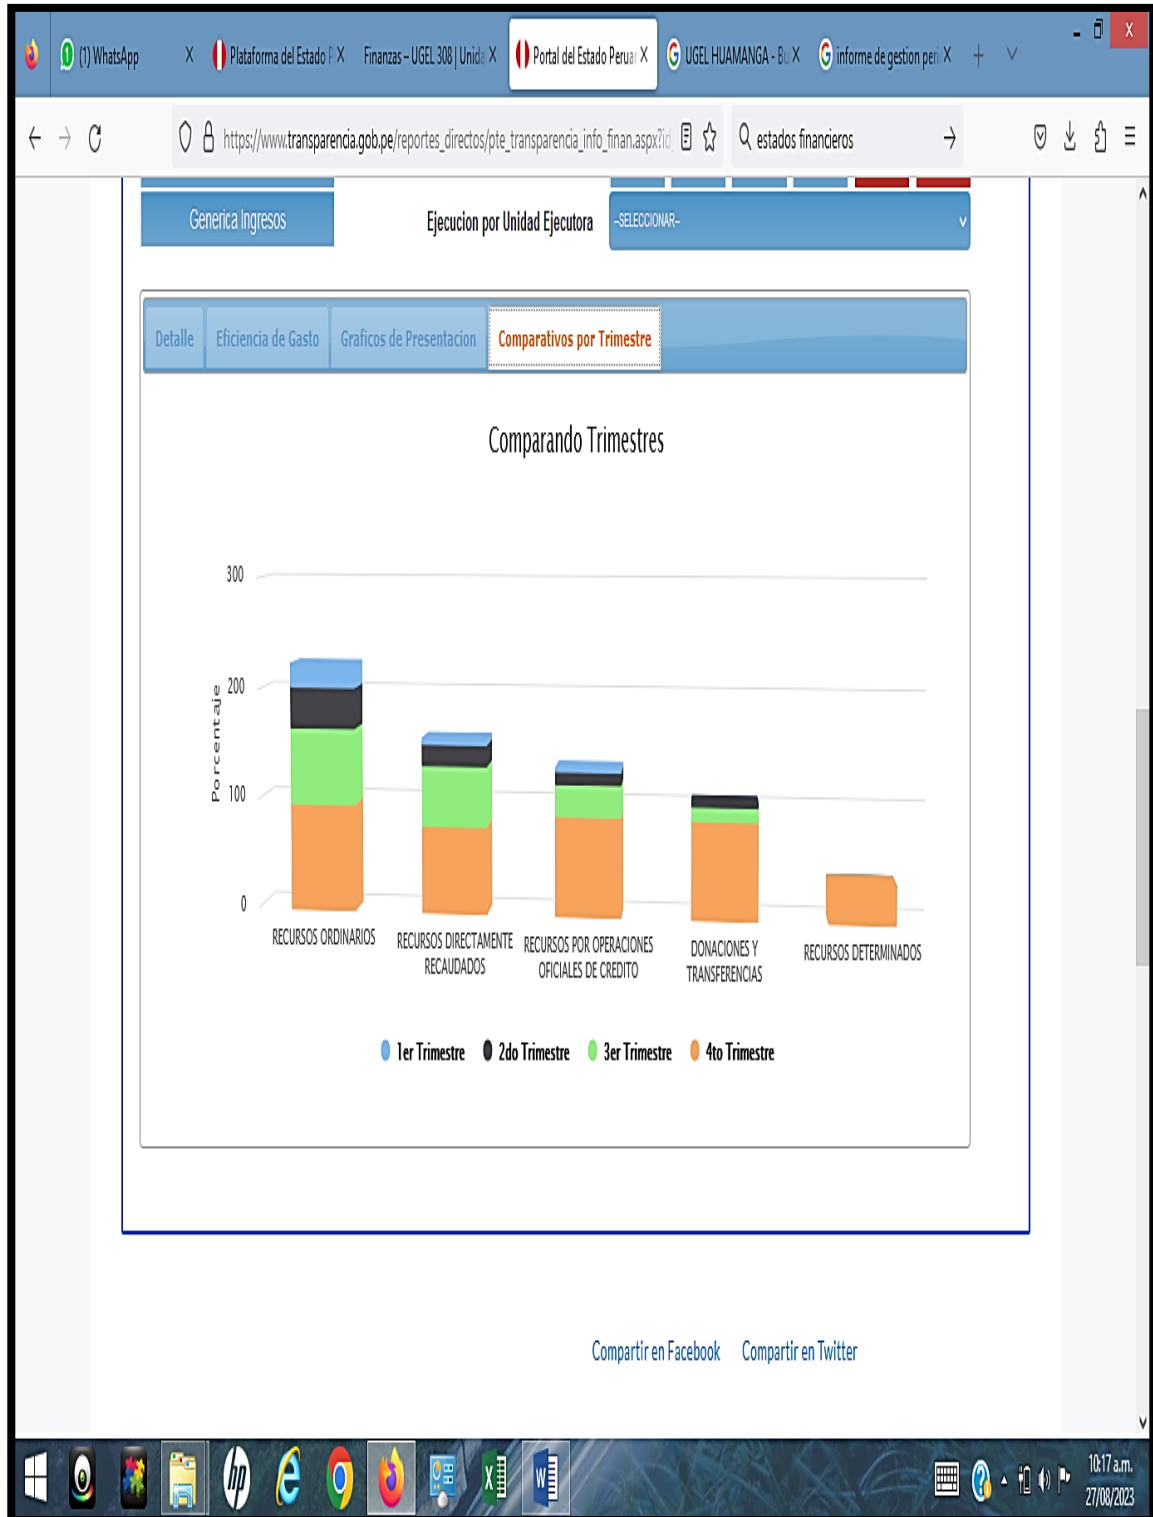 (1) WhatsApp
Plataforma del Estado P
Finanzas – UGEL 308 | Unida
Portal del Estado Peruar
UGEL HUAMANGA - Bu
informe de gestion peri
https://www.transparencia.gob.pe/reportes_directos/pte_transparencia_info_finan.aspx?id
estados financieros
Generica Ingresos
Ejecucion por Unidad Ejecutora
--SELECCIONAR--
Detalle
Eficiencia de Gasto
Graficos de Presentacion
Comparativos por Trimestre
Comparando Trimestres
Porcentaje
300
200
100
0
RECURSOS ORDINARIOS
RECURSOS DIRECTAMENTE
RECAUDADOS
RECURSOS POR OPERACIONES
OFICIALES DE CREDITO
DONACIONES Y
TRANSFERENCIAS
RECURSOS DETERMINADOS
1er Trimestre
2do Trimestre
3er Trimestre
4to Trimestre
Compartir en Facebook
Compartir en Twitter
10:17 a.m.
27/08/2023